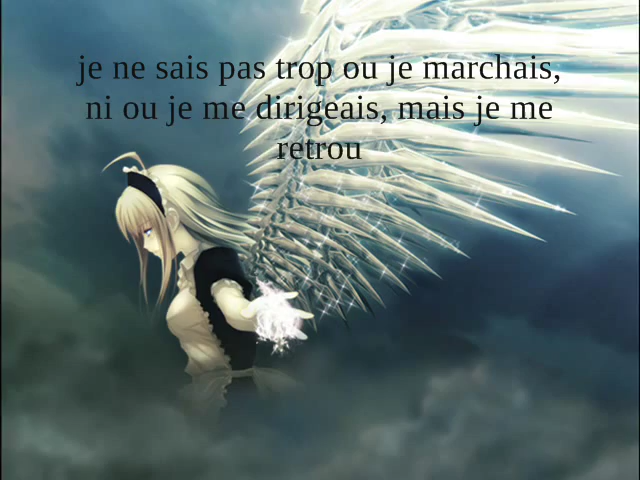 je ne sais pas trop ou je marchais,
ni ou je me dirigeais, mais je me
retrou